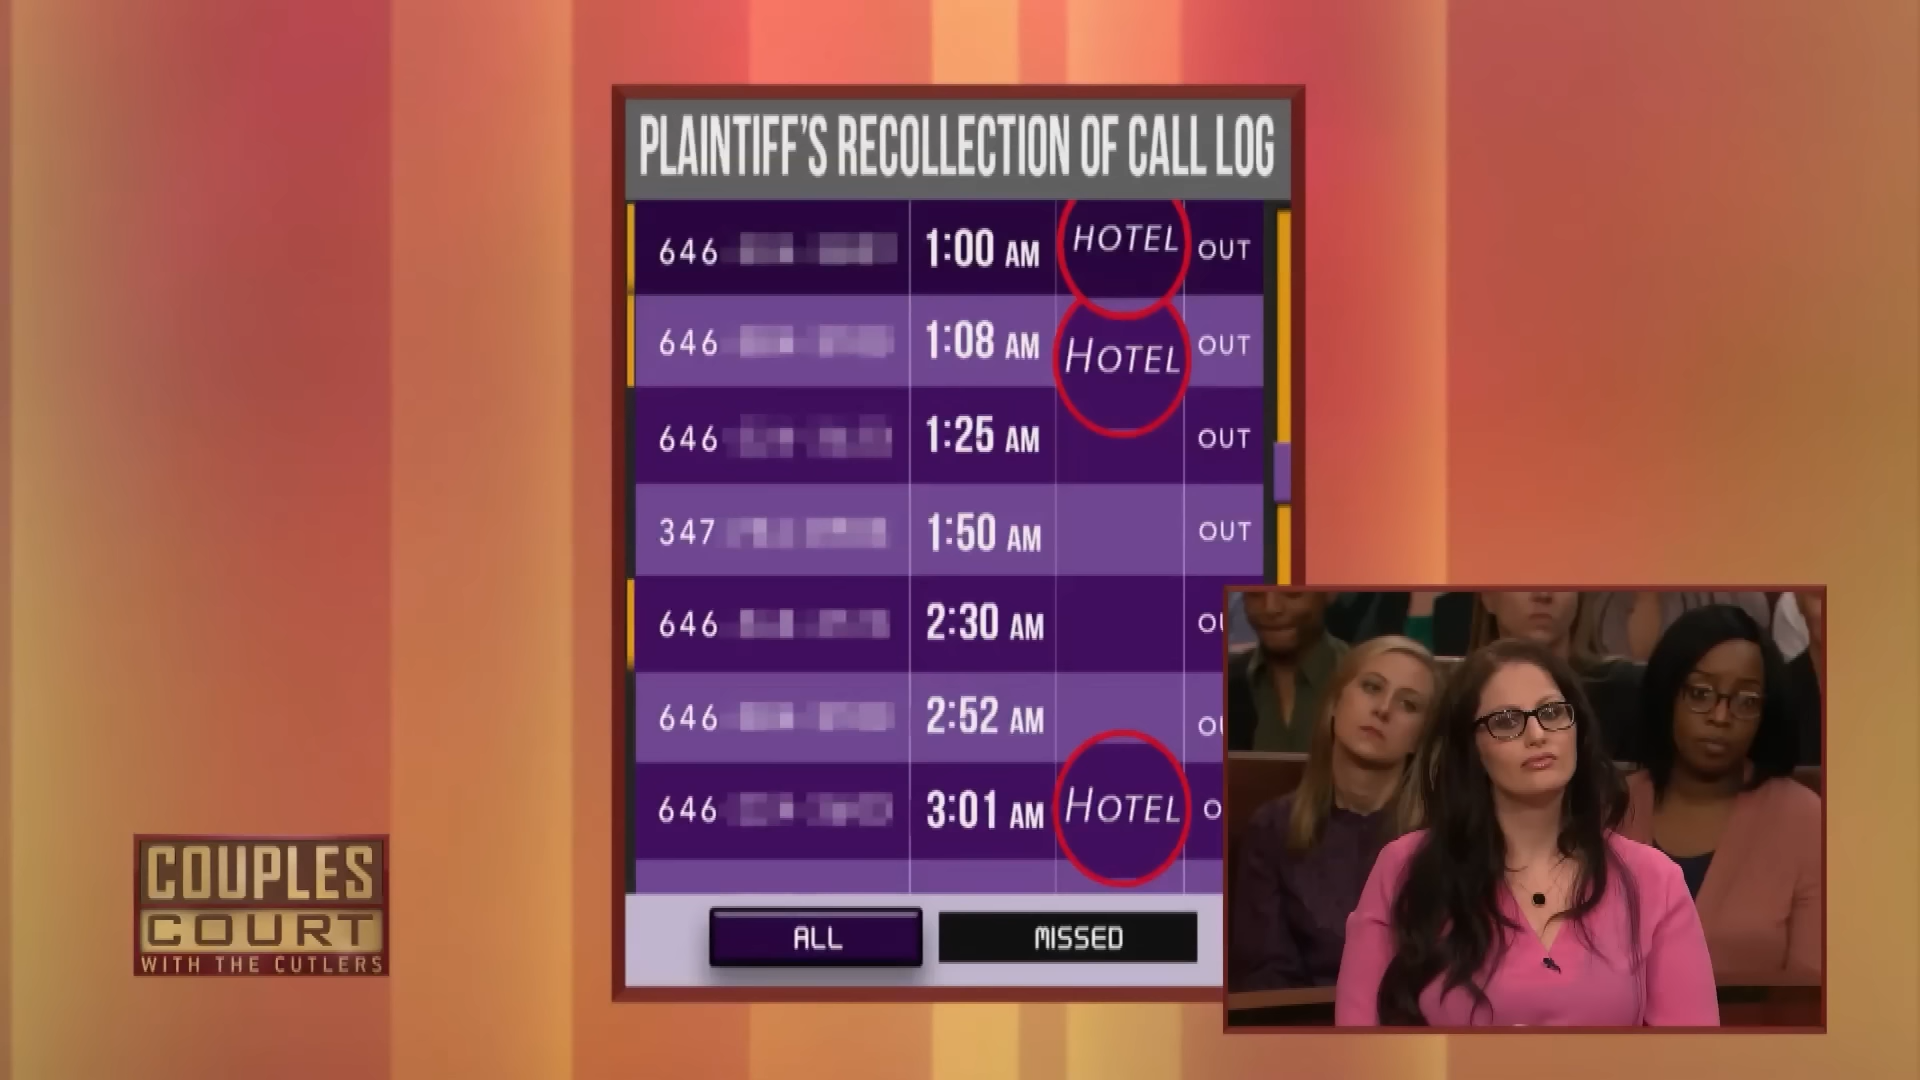 PLAINTIFF'S RECOLLECTION OF CALL LOG
646 1:00 AM HOTEL OUT
646 1:08 AM HOTEL OUT
646 1:25 AM OUT
347 1:50 AM OUT
646 2:30 AM OU
646 2:52 AM OU
646 3:01 AM HOTEL O
ALL MISSED
COUPLES
COURT
WITH THE CUTLERS